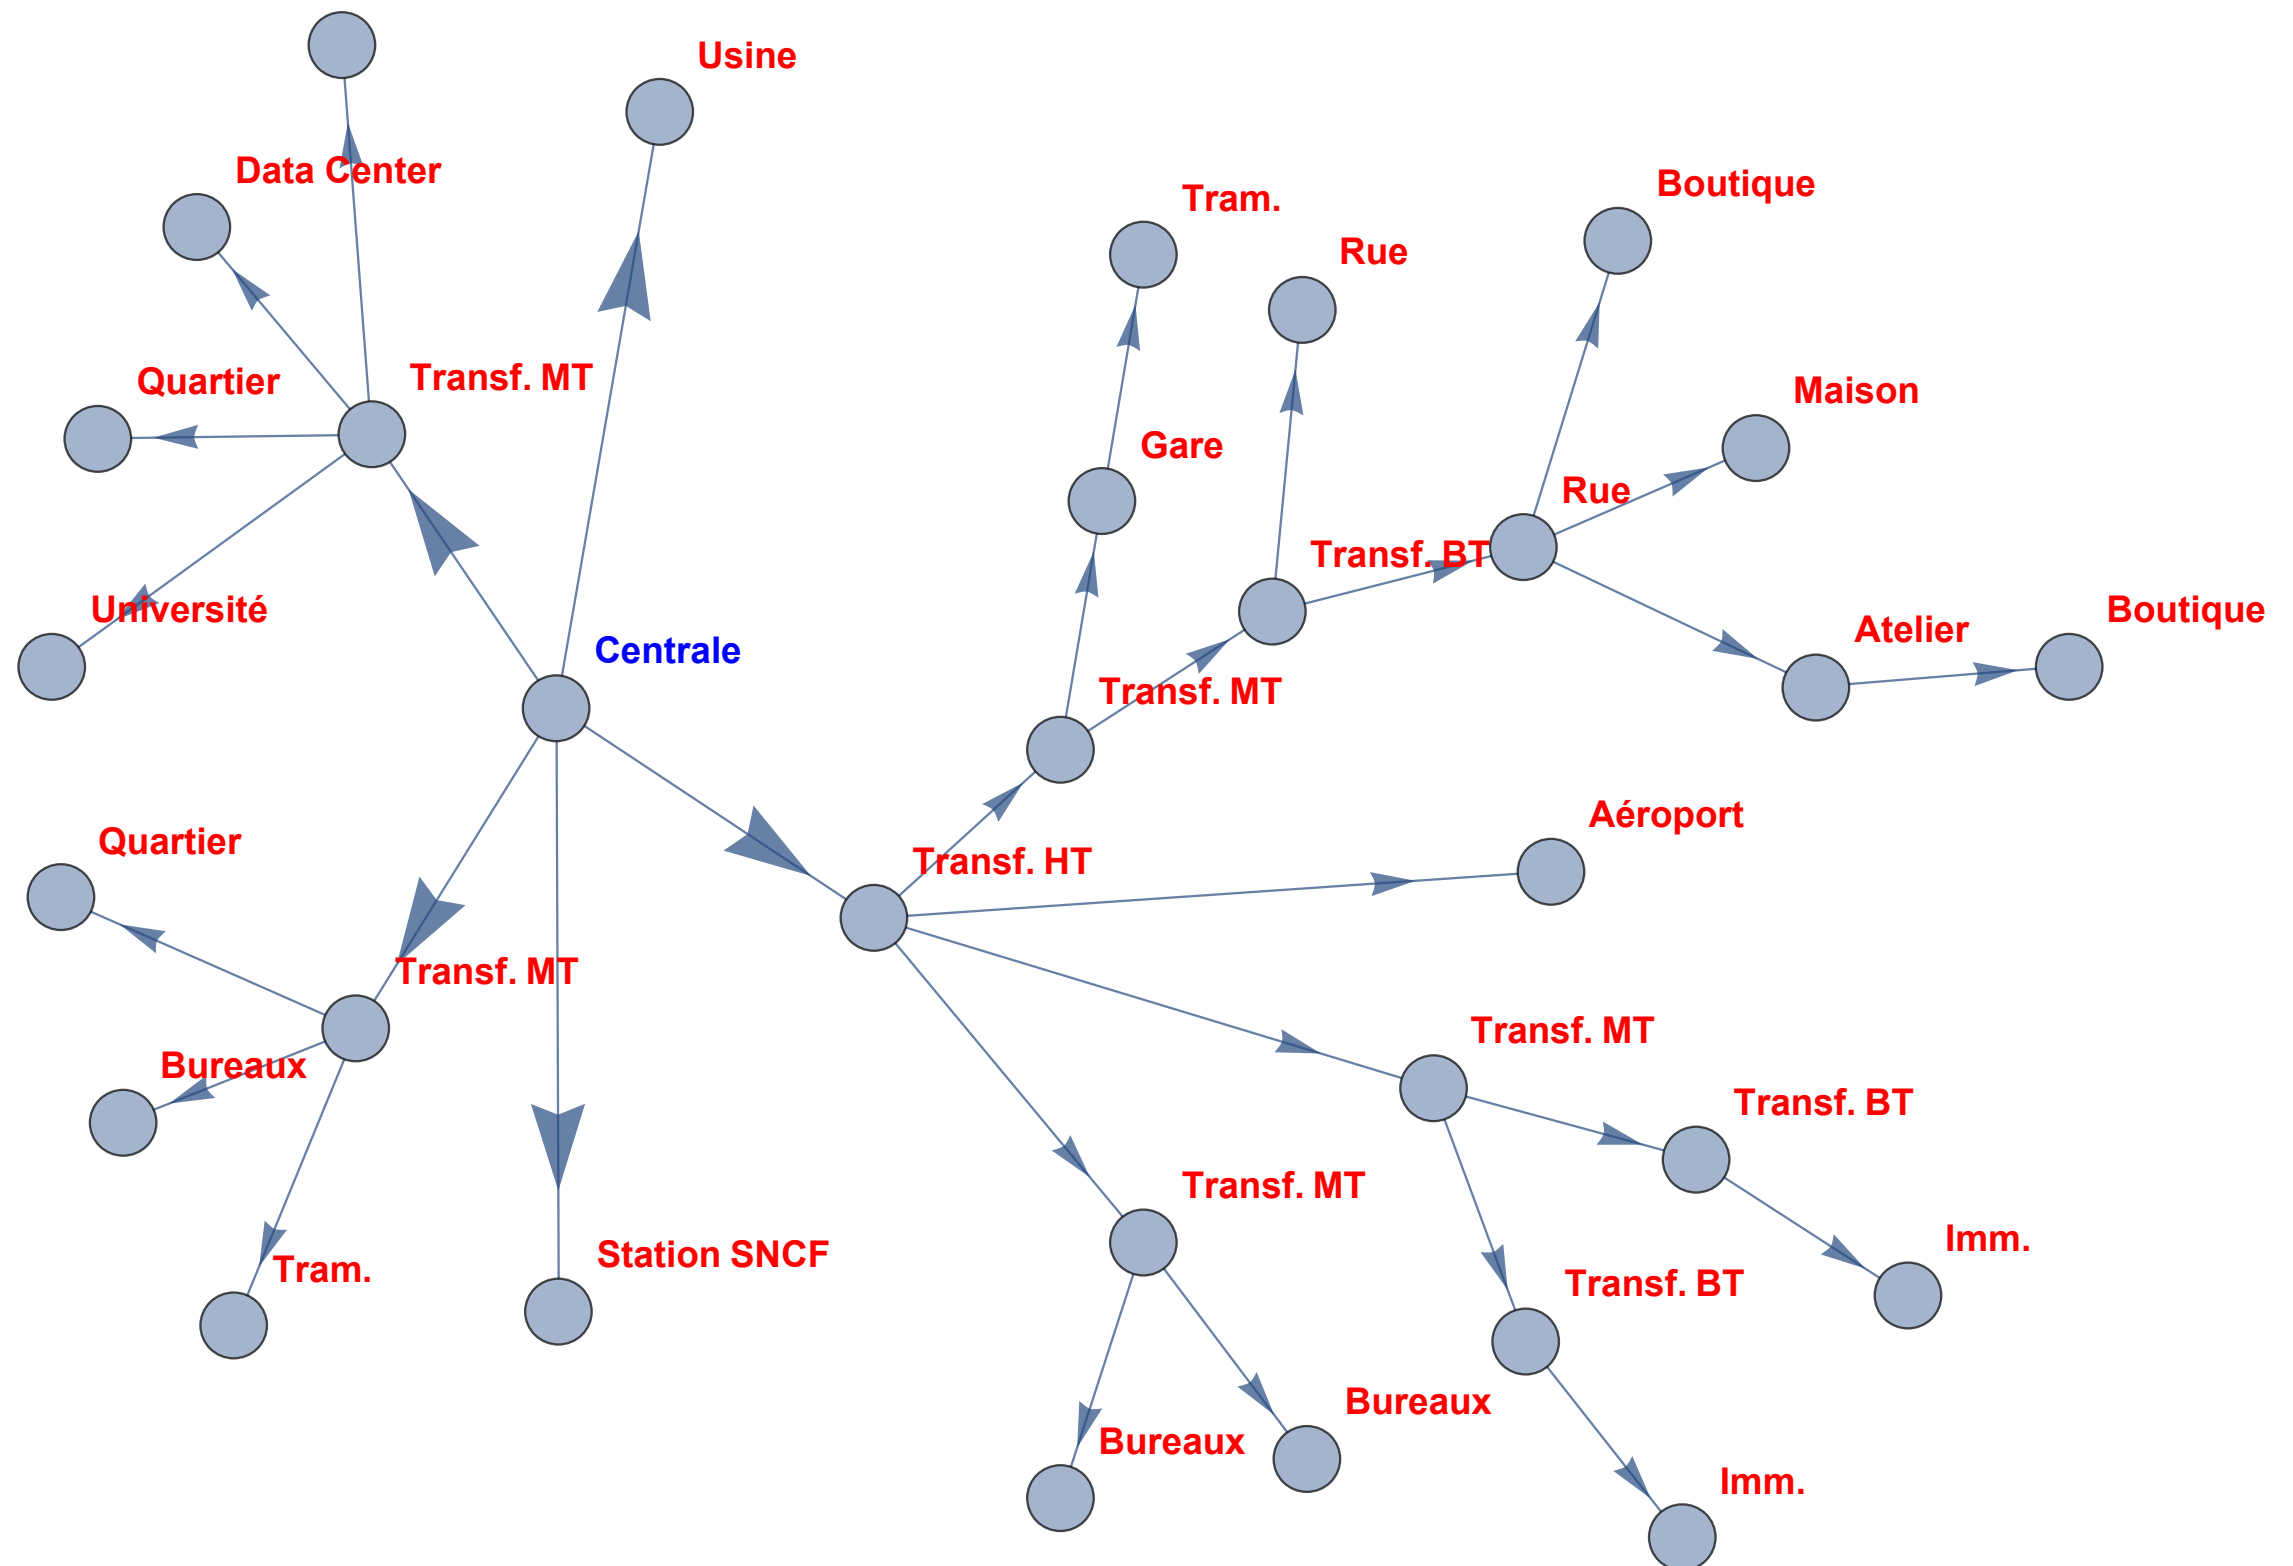 Usine
Data Center
Boutique
Tram.
Rue
Quartier
Transf. MT
Maison
Gare
Rue
Transf. BT
Université
Boutique
Atelier
Centrale
Transf. MT
Aéroport
Quartier
Transf. HT
Transf. MT
Transf. MT
Bureaux
Transf. BT
Transf. MT
Imm.
Station SNCF
Tram.
Transf. BT
Bureaux
Bureaux
Imm.